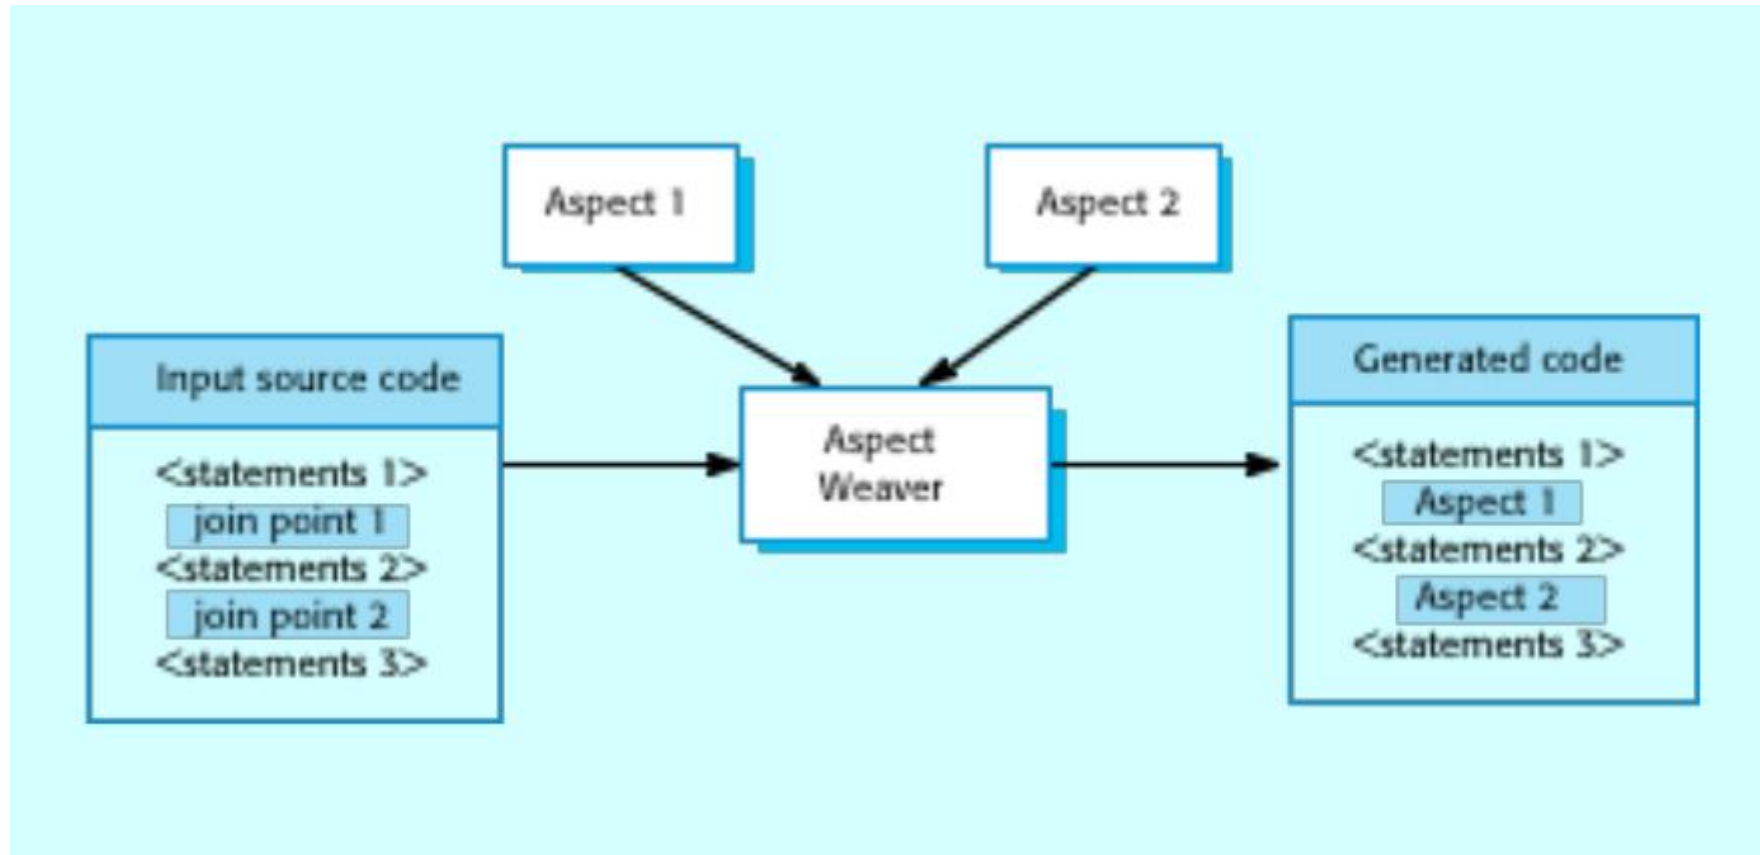 Aspect 1
Aspect 2
Input source code
<statements 1>
join point 1
<statements 2>
join point 2
<statements 3>
Aspect
Weaver
Generated code
<statements 1>
Aspect 1
<statements 2>
Aspect 2
<statements 3>